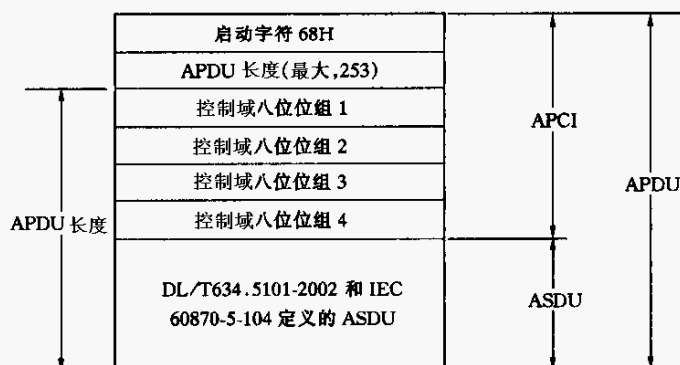 启动字符 68H
APDU 长度(最大,253)
控制域八位位组 1
控制域八位位组 2
控制域八位位组 3
控制域八位位组 4
DL/T634.5101-2002 和 IEC
60870-5-104 定义的 ASDU
APDU 长度
APCI
ASDU
APDU